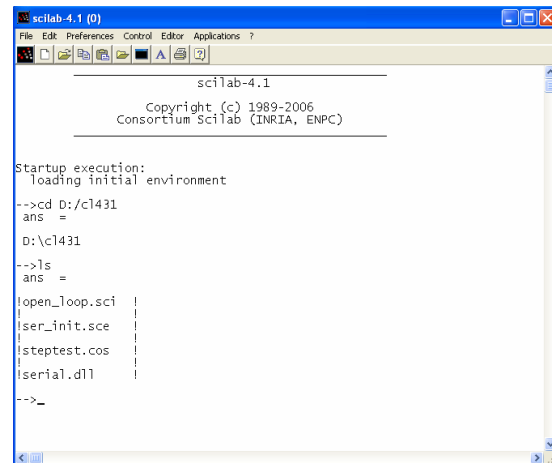 scilab-4.1 (0)
File Edit Preferences Control Editor Applications ?
scilab-4.1
Copyright (c) 1989-2006
Consortium Scilab (INRIA, ENPC)
Startup execution:
loading initial environment
-->cd D:/cl431
ans =
D:\cl431
-->ls
ans =
!open_loop.sci !
! !
!ser_init.sce !
! !
!steptest.cos !
! !
!serial.dll !
-->_